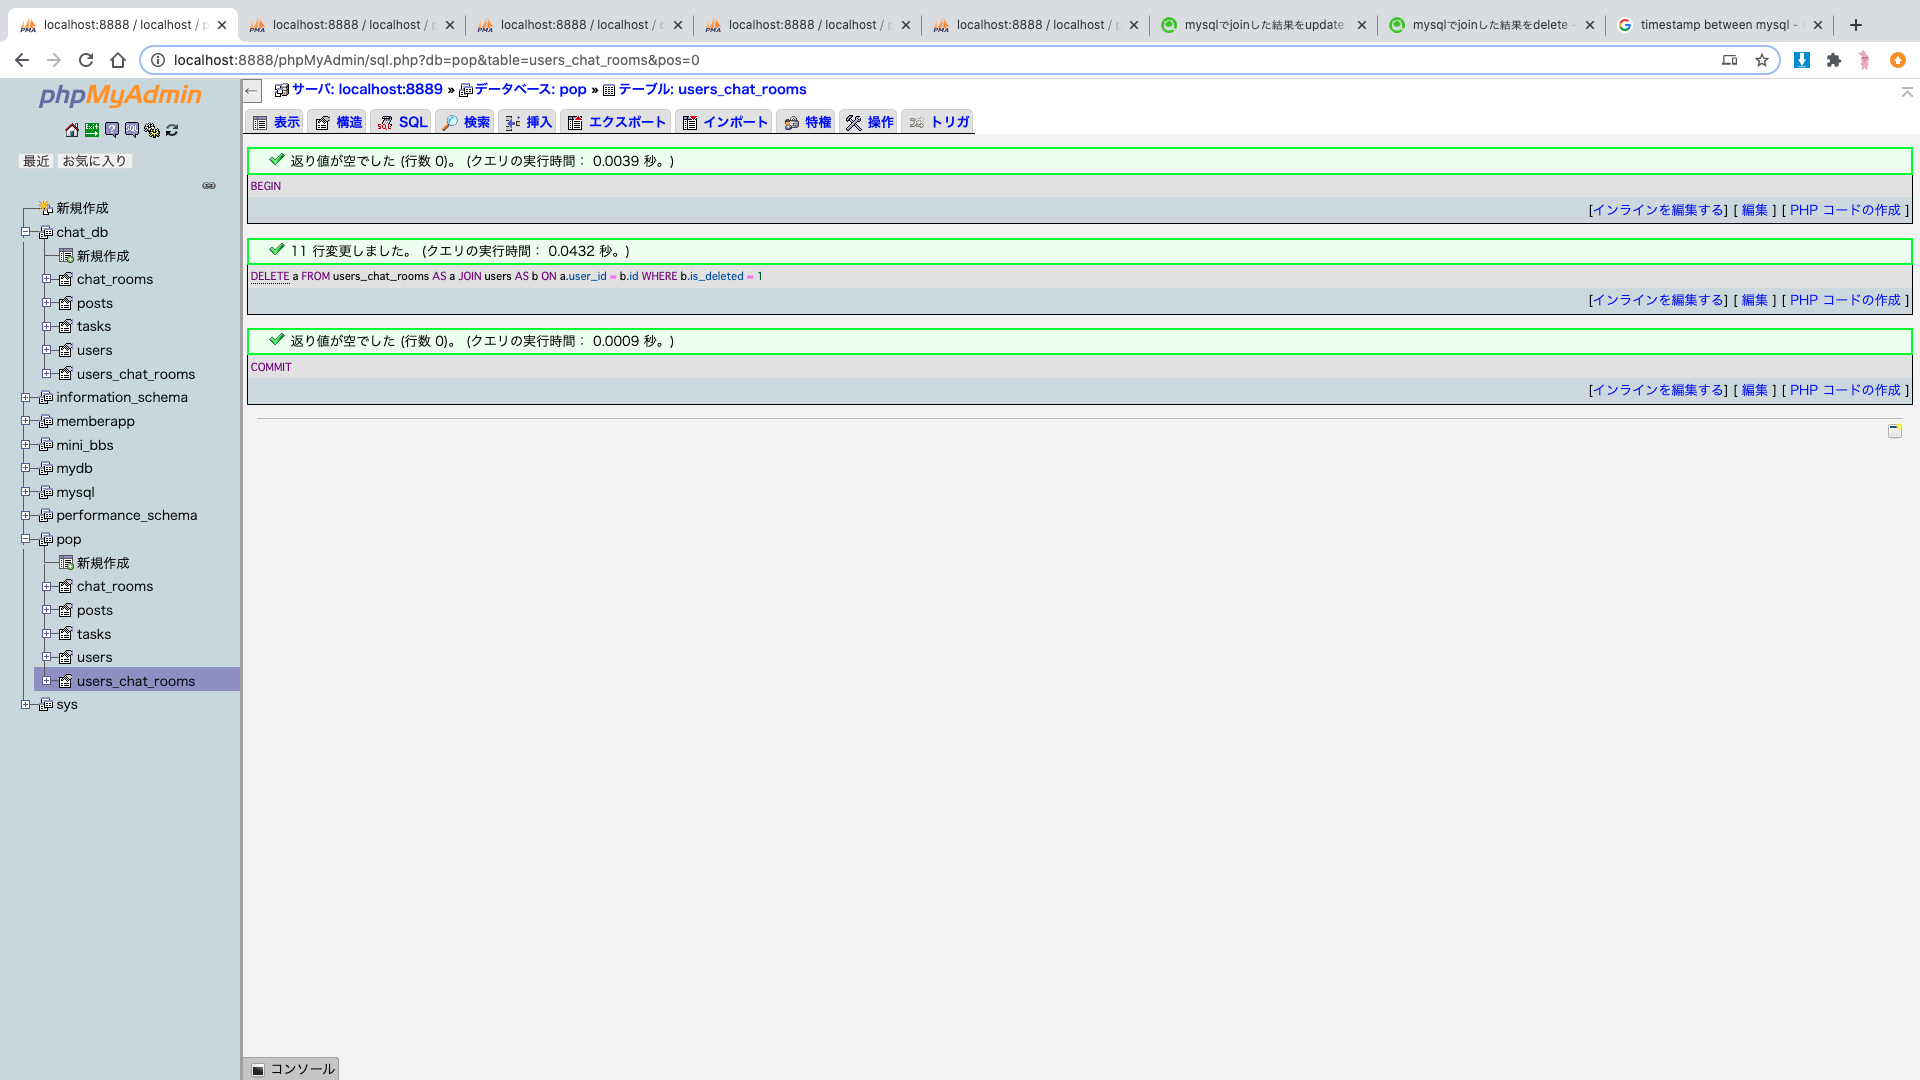 localhost:8888 / localhost / p
localhost:8888 / localhost / p
localhost:8888 / localhost / c
localhost:8888 / localhost / p
localhost:8888 / localhost / p
mysqlでjoinした結果をupdate
mysqlでjoinした結果をdelete -
timestamp between mysql -
localhost:8888/phpMyAdmin/sql.php?db=pop&table=users_chat_rooms&pos=0
phpMyAdmin
最近 お気に入り
新規作成
chat_db
新規作成
chat_rooms
posts
tasks
users
users_chat_rooms
information_schema
memberapp
mini_bbs
mydb
mysql
performance_schema
pop
新規作成
chat_rooms
posts
tasks
users
users_chat_rooms
sys
サーバ: localhost:8889 » データベース: pop » テーブル: users_chat_rooms
表示 構造 SQL 検索 挿入 エクスポート インポート 特権 操作 トリガ
返り値が空でした (行数 0)。 (クエリの実行時間： 0.0039 秒。)
BEGIN
[インラインを編集する] [ 編集 ] [ PHP コードの作成 ]
11 行変更しました。 (クエリの実行時間： 0.0432 秒。)
DELETE a FROM users_chat_rooms AS a JOIN users AS b ON a.user_id = b.id WHERE b.is_deleted = 1
[インラインを編集する] [ 編集 ] [ PHP コードの作成 ]
返り値が空でした (行数 0)。 (クエリの実行時間： 0.0009 秒。)
COMMIT
[インラインを編集する] [ 編集 ] [ PHP コードの作成 ]
コンソール